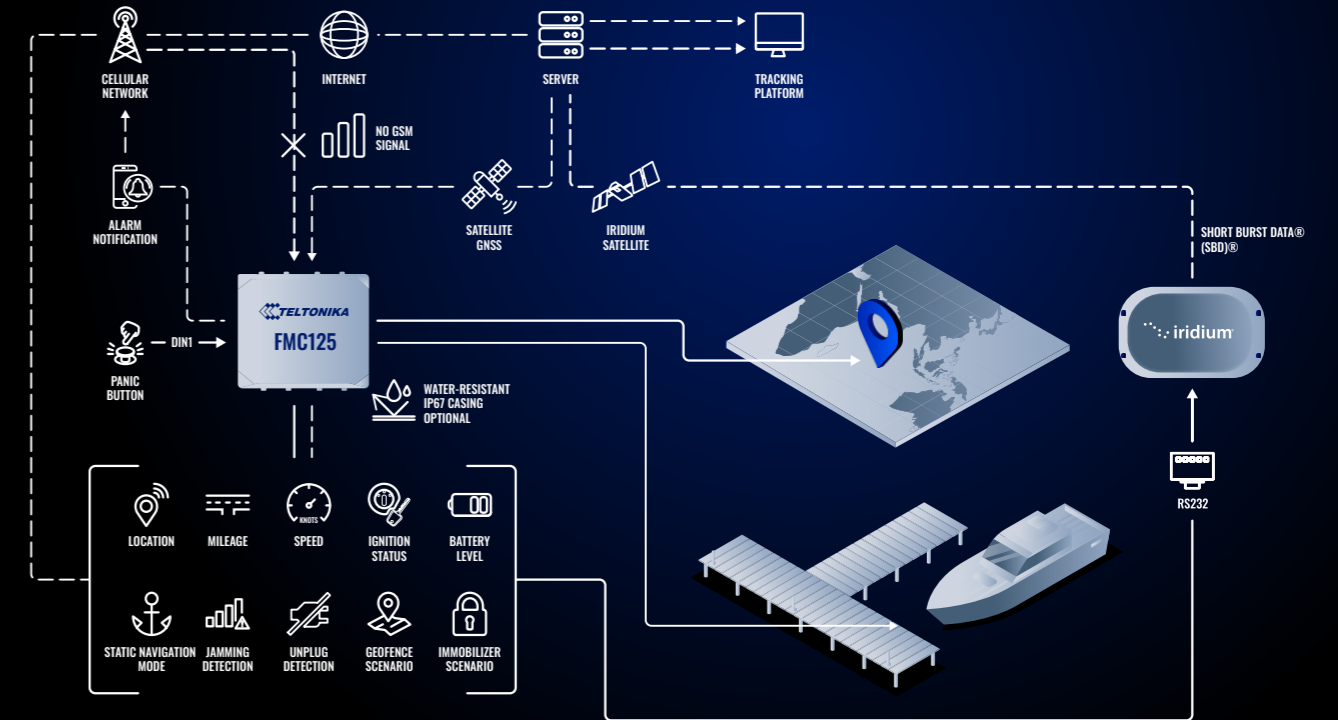 CELLULAR
NETWORK
INTERNET
SERVER
TRACKING
PLATFORM
NO GSM
SIGNAL
ALARM
NOTIFICATION
SATELLITE
GNSS
IRIDIUM
SATELLITE
SHORT BURST DATA®
(SBD)®
TELTONIKA
FMC125
iridium
DIN1
PANIC
BUTTON
WATER-RESISTANT
IP67 CASING
OPTIONAL
RS232
KNOTS
LOCATION
MILEAGE
SPEED
IGNITION
STATUS
BATTERY
LEVEL
STATIC NAVIGATION
MODE
JAMMING
DETECTION
UNPLUG
DETECTION
GEOFENCE
SCENARIO
IMMOBILIZER
SCENARIO